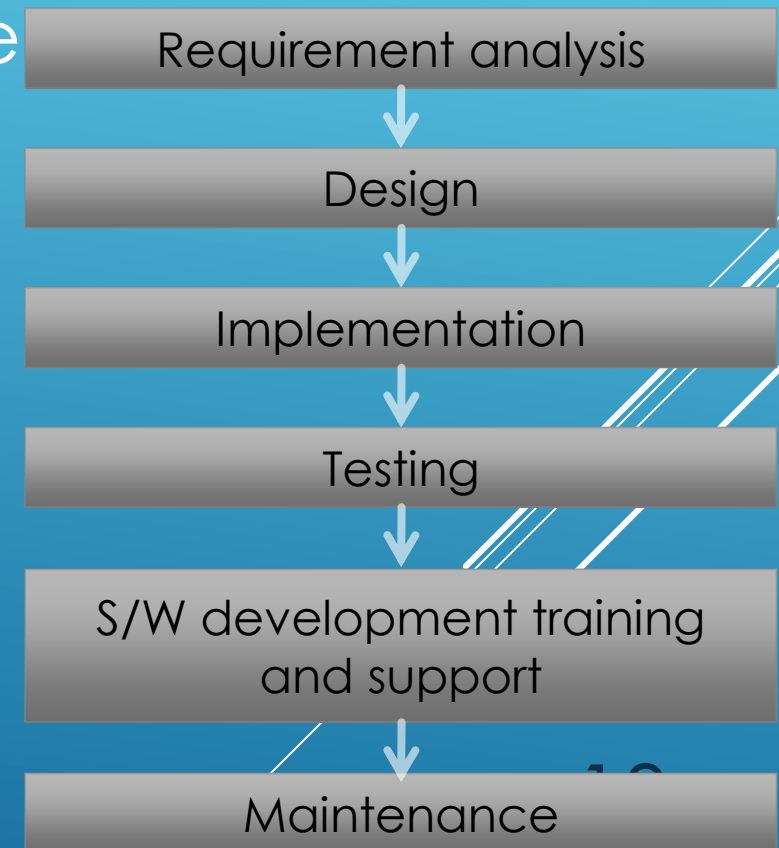 e
Requirement analysis
Design
Implementation
Testing
S/W development training
and support
Maintenance